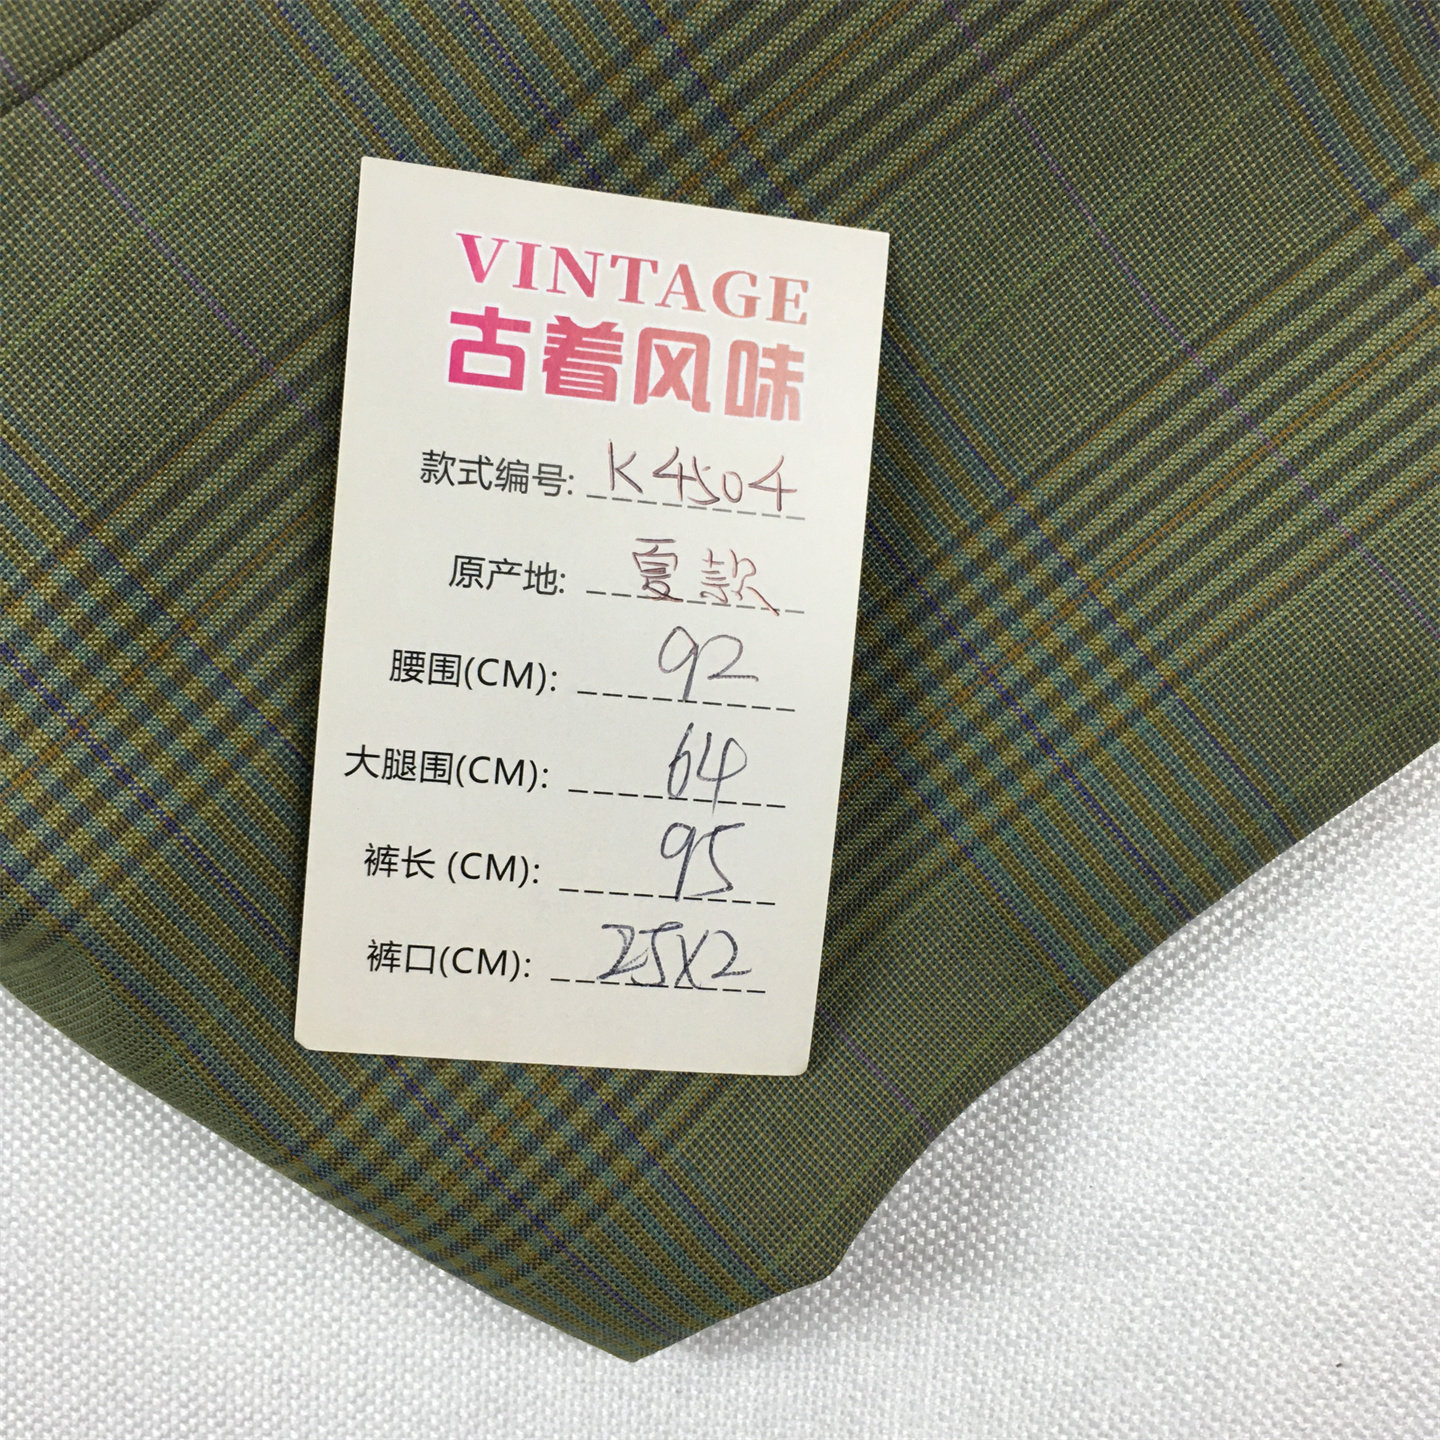 VINTAGE
古着风味
款式编号: K4504
原产地: 夏款
腰围(CM): 92
大腿围(CM): 64
裤长 (CM): 95
裤口(CM): 25X2